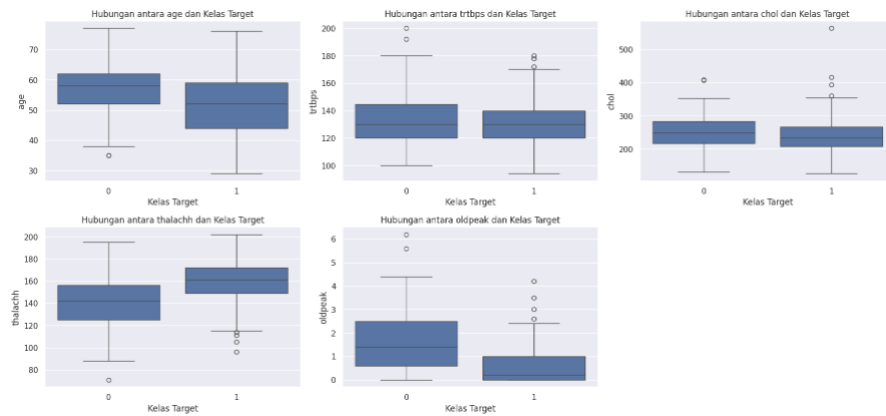 Hubungan antara age dan Kelas Target
70
60
50
40
30
age
0
1
Kelas Target
Hubungan antara trtbps dan Kelas Target
200
180
160
140
120
100
trtbps
0
1
Kelas Target
Hubungan antara chol dan Kelas Target
500
400
300
200
chol
0
1
Kelas Target
Hubungan antara thalachh dan Kelas Target
200
180
160
140
120
100
80
thalachh
0
1
Kelas Target
Hubungan antara oldpeak dan Kelas Target
6
5
4
3
2
1
0
oldpeak
0
1
Kelas Target